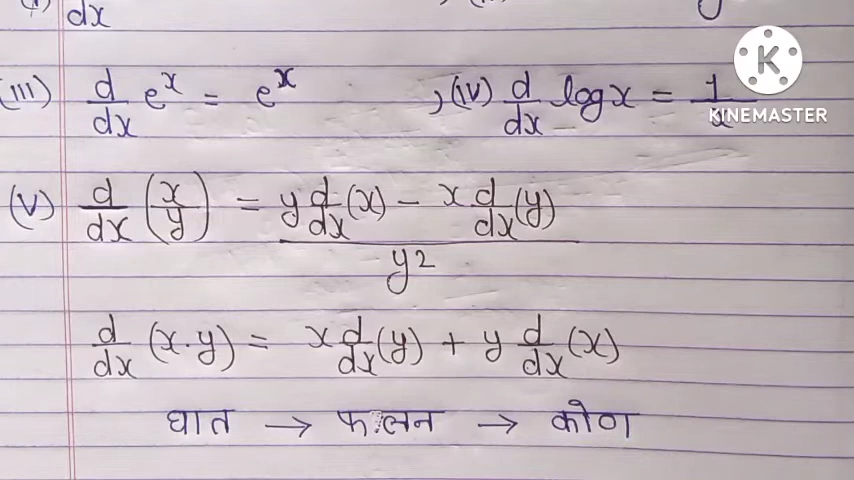 dx
(III) d/dx e^x = e^x , (iv) d/dx log x = 1/x
KINEMASTER
(V) d/dx (x/y) = (y d/dx (x) – x d/dx (y)) / y²
d/dx (x·y) = x d/dx (y) + y d/dx (x)
घात → फलन → कोण